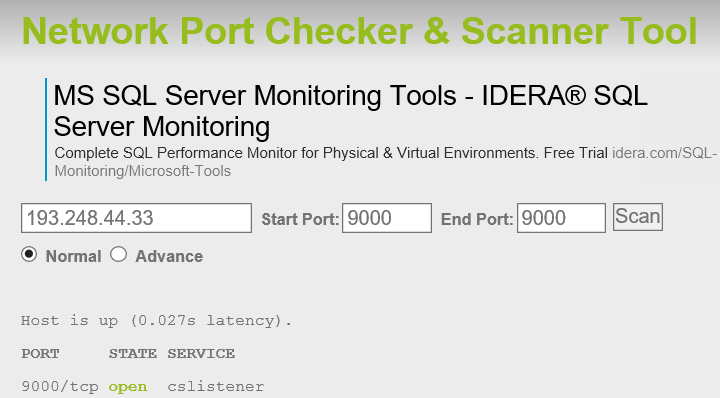 Network Port Checker & Scanner Tool
MS SQL Server Monitoring Tools - IDERA® SQL
Server Monitoring
Complete SQL Performance Monitor for Physical & Virtual Environments. Free Trial idera.com/SQL-
Monitoring/Microsoft-Tools
193.248.44.33 Start Port: 9000 End Port: 9000 Scan
Normal Advance
Host is up (0.027s latency).
PORT STATE SERVICE
9000/tcp open cslistener